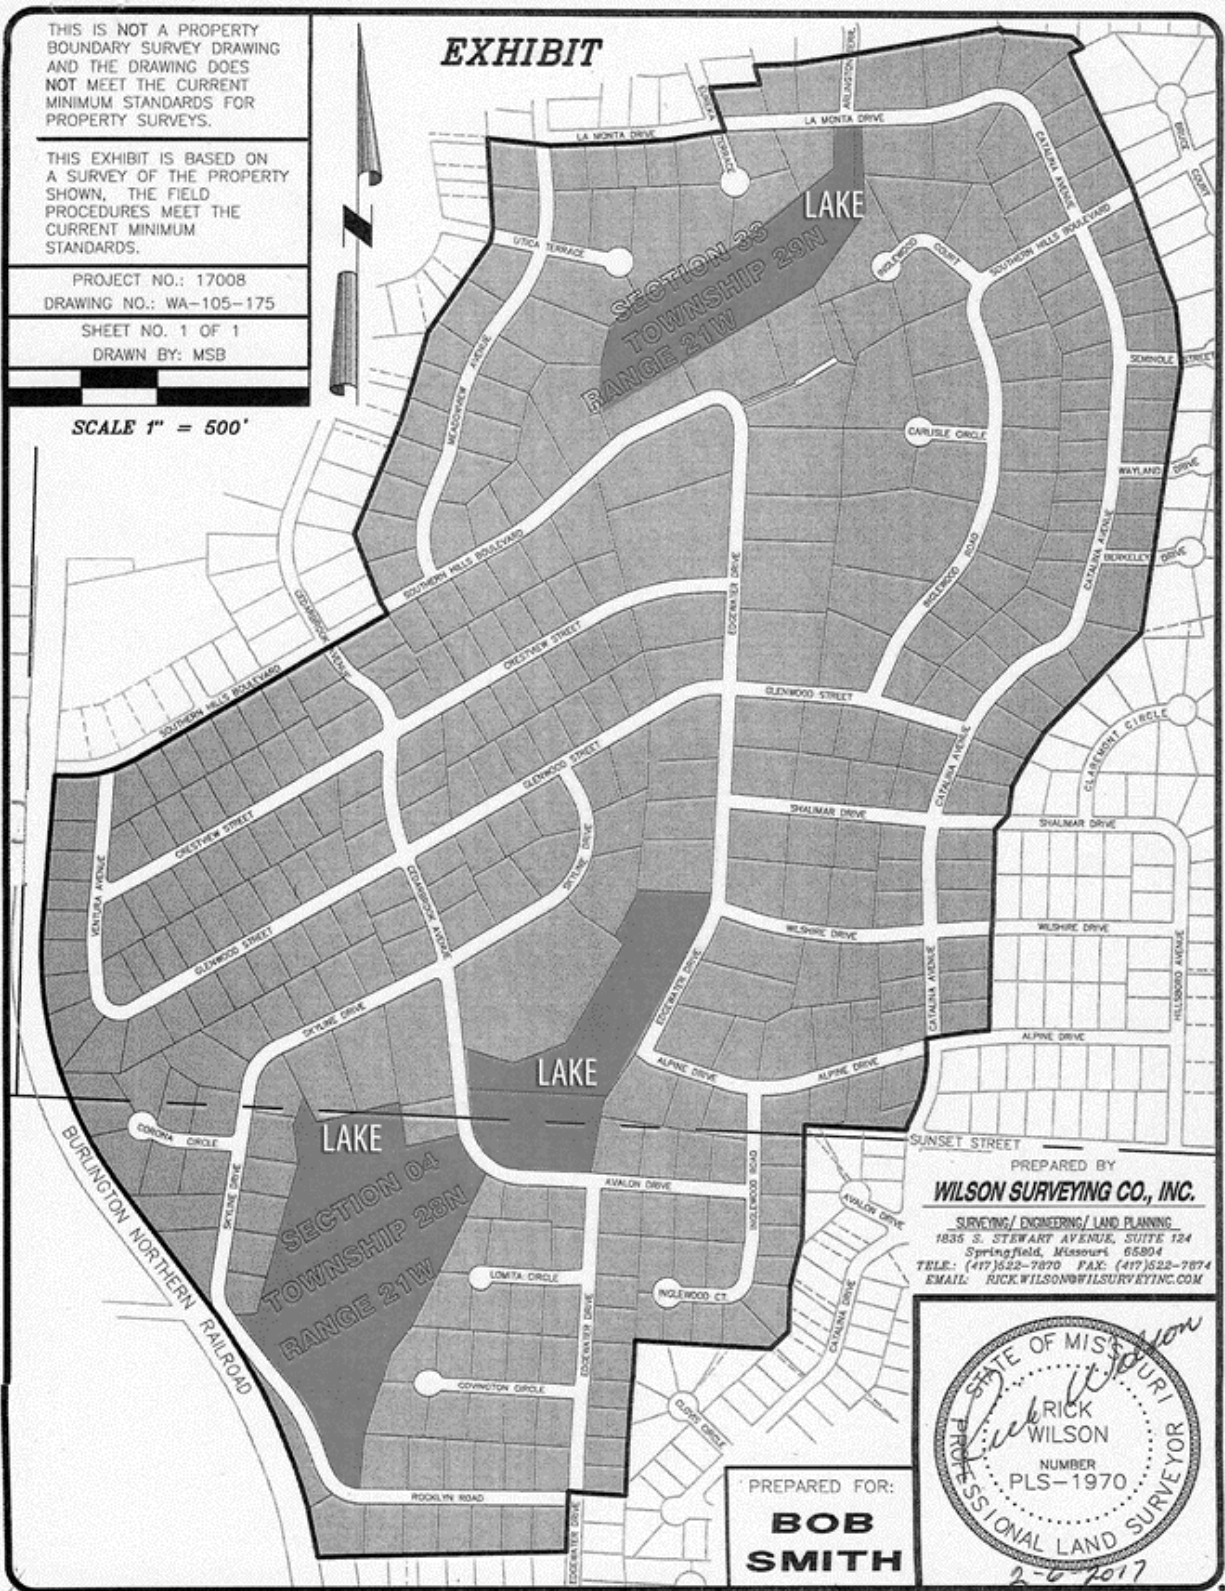 THIS IS NOT A PROPERTY
BOUNDARY SURVEY DRAWING
AND THE DRAWING DOES
NOT MEET THE CURRENT
MINIMUM STANDARDS FOR
PROPERTY SURVEYS.
THIS EXHIBIT IS BASED ON
A SURVEY OF THE PROPERTY
SHOWN, THE FIELD
PROCEDURES MEET THE
CURRENT MINIMUM
STANDARDS.
PROJECT NO.: 17008
DRAWING NO.: WA-105-175
SHEET NO. 1 OF 1
DRAWN BY: MSB
SCALE 1" = 500'
EXHIBIT
EUREKA TERRACE
ARLINGTON TERR.
LA MONTA DRIVE
LA MONTA DRIVE
CATALINA AVENUE
BRUCE COURT
LAKE
SECTION 33
TOWNSHIP 29N
RANGE 21W
UTICA TERRACE
INGLEWOOD COURT
SOUTHERN HILLS BOULEVARD
MEADOWVIEW AVENUE
SEMINOLE STREET
CARLISLE CIRCLE
WAYLAND DRIVE
CATALINA AVENUE
BERKELEY DRIVE
SOUTHERN HILLS BOULEVARD
EDGEWATER DRIVE
INGLEWOOD ROAD
CEDARBROOK AVENUE
CRESTVIEW STREET
SOUTHERN HILLS BOULEVARD
GLENWOOD STREET
CLAREMONT CIRCLE
CATALINA AVENUE
GLENWOOD STREET
SHALIMAR DRIVE
SHALIMAR DRIVE
CRESTVIEW STREET
SKYLINE DRIVE
VENTURA AVENUE
CEDARBROOK AVENUE
GLENWOOD STREET
WILSHIRE DRIVE
WILSHIRE DRIVE
HILLSBORO AVENUE
EDGEWATER DRIVE
CATALINA AVENUE
SKYLINE DRIVE
ALPINE DRIVE
ALPINE DRIVE
ALPINE DRIVE
LAKE
LAKE
CORONA CIRCLE
SUNSET STREET
SECTION 04
TOWNSHIP 28N
RANGE 21W
SKYLINE DRIVE
AVALON DRIVE
INGLEWOOD ROAD
AVALON DRIVE
LOMITA CIRCLE
INGLEWOOD CT.
CATALINA DRIVE
EDGEWATER DRIVE
COVINGTON CIRCLE
CLOVIS CIRCLE
BURLINGTON NORTHERN RAILROAD
ROCKLYN ROAD
EDGEWATER DRIVE
PREPARED BY
WILSON SURVEYING CO., INC.
SURVEYING/ ENGINEERING/ LAND PLANNING
1835 S. STEWART AVENUE, SUITE 124
Springfield, Missouri 65804
TELE.: (417)522-7870 FAX: (417)522-7874
EMAIL: RICK.WILSON@WILSURVEYINC.COM
PREPARED FOR:
BOB
SMITH
STATE OF MISSOURI
Rick Wilson
RICK
WILSON
NUMBER
PLS-1970
PROFESSIONAL LAND SURVEYOR
2-6-2017